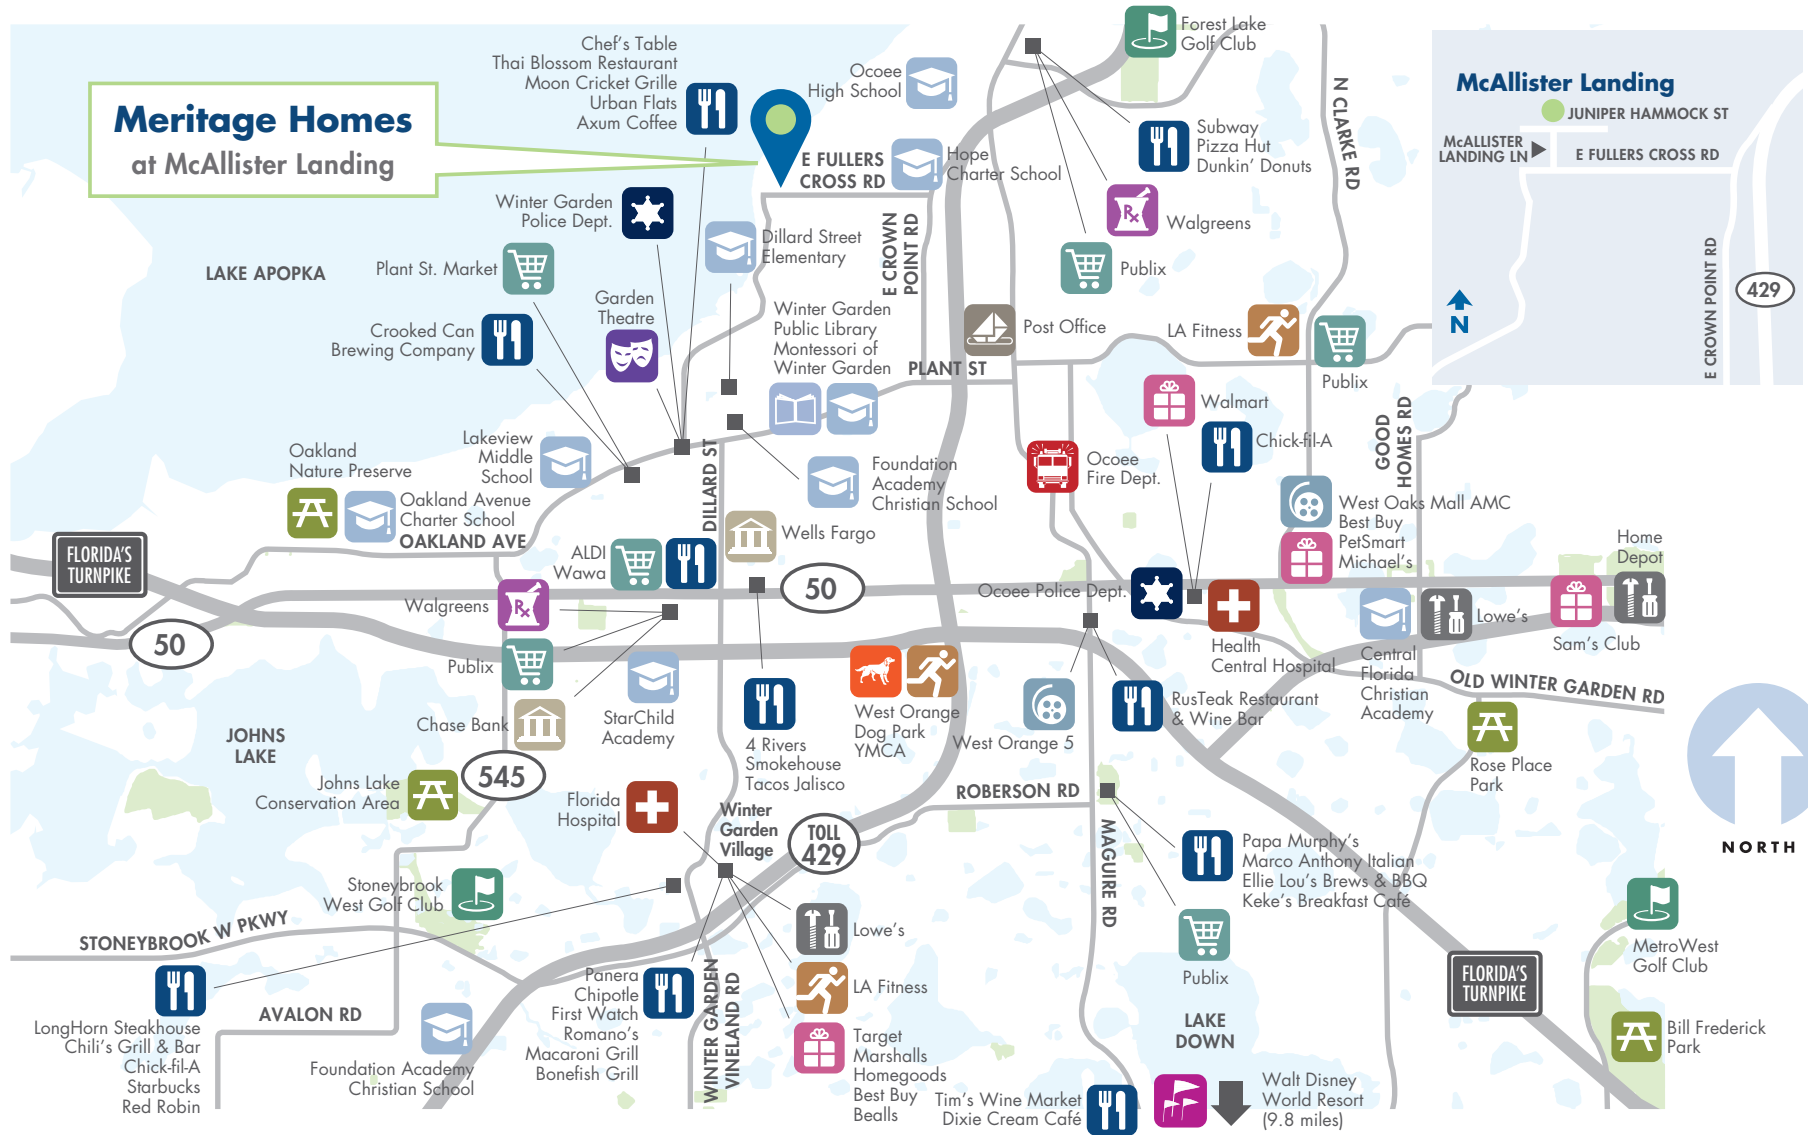 Chef's Table
Thai Blossom Restaurant
Moon Cricket Grille
Urban Flats
Axum Coffee
Ocoee
High School
Forest Lake
Golf Club
Meritage Homes
at McAllister Landing
McAllister Landing
JUNIPER HAMMOCK ST
McALLISTER
LANDING LN
E FULLERS CROSS RD
E CROWN POINT RD
429
N
N CLARKE RD
E FULLERS
CROSS RD
Hope
Charter School
Subway
Pizza Hut
Dunkin' Donuts
Rx
Walgreens
Publix
Winter Garden
Police Dept.
Dillard Street
Elementary
E CROWN
POINT RD
LAKE APOPKA
Plant St. Market
Garden
Theatre
Crooked Can
Brewing Company
Winter Garden
Public Library
Montessori of
Winter Garden
PLANT ST
Post Office
LA Fitness
Publix
Walmart
Chick-fil-A
GOOD
HOMES RD
Oakland
Nature Preserve
Lakeview
Middle
School
Oakland Avenue
Charter School
OAKLAND AVE
DILLARD ST
Foundation
Academy
Christian School
Ocoee
Fire Dept.
West Oaks Mall AMC
Best Buy
PetSmart
Michael's
Home
Depot
FLORIDA'S
TURNPIKE
ALDI
Wawa
Wells Fargo
50
Ocoee Police Dept.
Rx
Walgreens
50
Publix
Chase Bank
StarChild
Academy
4 Rivers
Smokehouse
Tacos Jalisco
West Orange
Dog Park
YMCA
West Orange 5
RusTeak Restaurant
& Wine Bar
Health
Central Hospital
Central
Florida
Christian
Academy
Lowe's
Sam's Club
OLD WINTER GARDEN RD
Rose Place
Park
JOHNS
LAKE
Johns Lake
Conservation Area
545
Florida
Hospital
Winter
Garden
Village
TOLL
429
ROBERSON RD
MAGUIRE RD
Papa Murphy's
Marco Anthony Italian
Ellie Lou's Brews & BBQ
Keke's Breakfast Café
NORTH
Stoneybrook
West Golf Club
STONEYBROOK W PKWY
Lowe's
LA Fitness
Publix
MetroWest
Golf Club
FLORIDA'S
TURNPIKE
LongHorn Steakhouse
Chili's Grill & Bar
Chick-fil-A
Starbucks
Red Robin
AVALON RD
Foundation Academy
Christian School
Panera
Chipotle
First Watch
Romano's
Macaroni Grill
Bonefish Grill
WINTER GARDEN
VINELAND RD
Target
Marshalls
Homegoods
Best Buy
Bealls
Tim's Wine Market
Dixie Cream Café
LAKE
DOWN
Walt Disney
World Resort
(9.8 miles)
Bill Frederick
Park